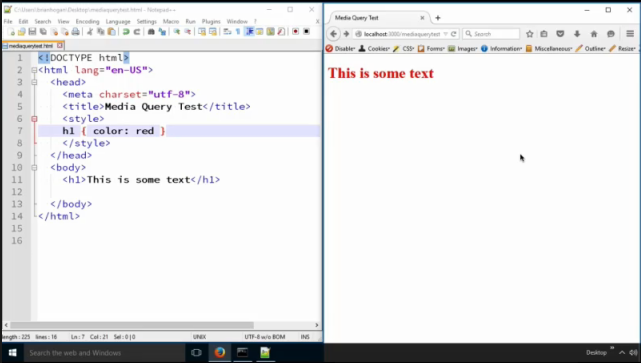 C:\Users\brianhorgan\Desktop\mediaquerytest.html - Notepad++
File Edit Search View Encoding Language Settings Macro Run Plugins Window ?
mediaquerytest.html
1 <!DOCTYPE html>
2 <html lang="en-US">
3 <head>
4 <meta charset="utf-8">
5 <title>Media Query Test</title>
6 <style>
7 h1 { color: red }
8 </style>
9 </head>
10 <body>
11 <h1>This is some text</h1>
12
13 </body>
14 </html>
15
16
length : 225 lines : 16 Ln : 7 Col : 21 Sel : 0 | 0 UNIX UTF-8 w/o BOM INS
Media Query Test
localhost:3000/mediaquerytest
Search
Disable Cookies CSS Forms Images Information Miscellaneous Outline Resize
This is some text
Search the web and Windows
Desktop